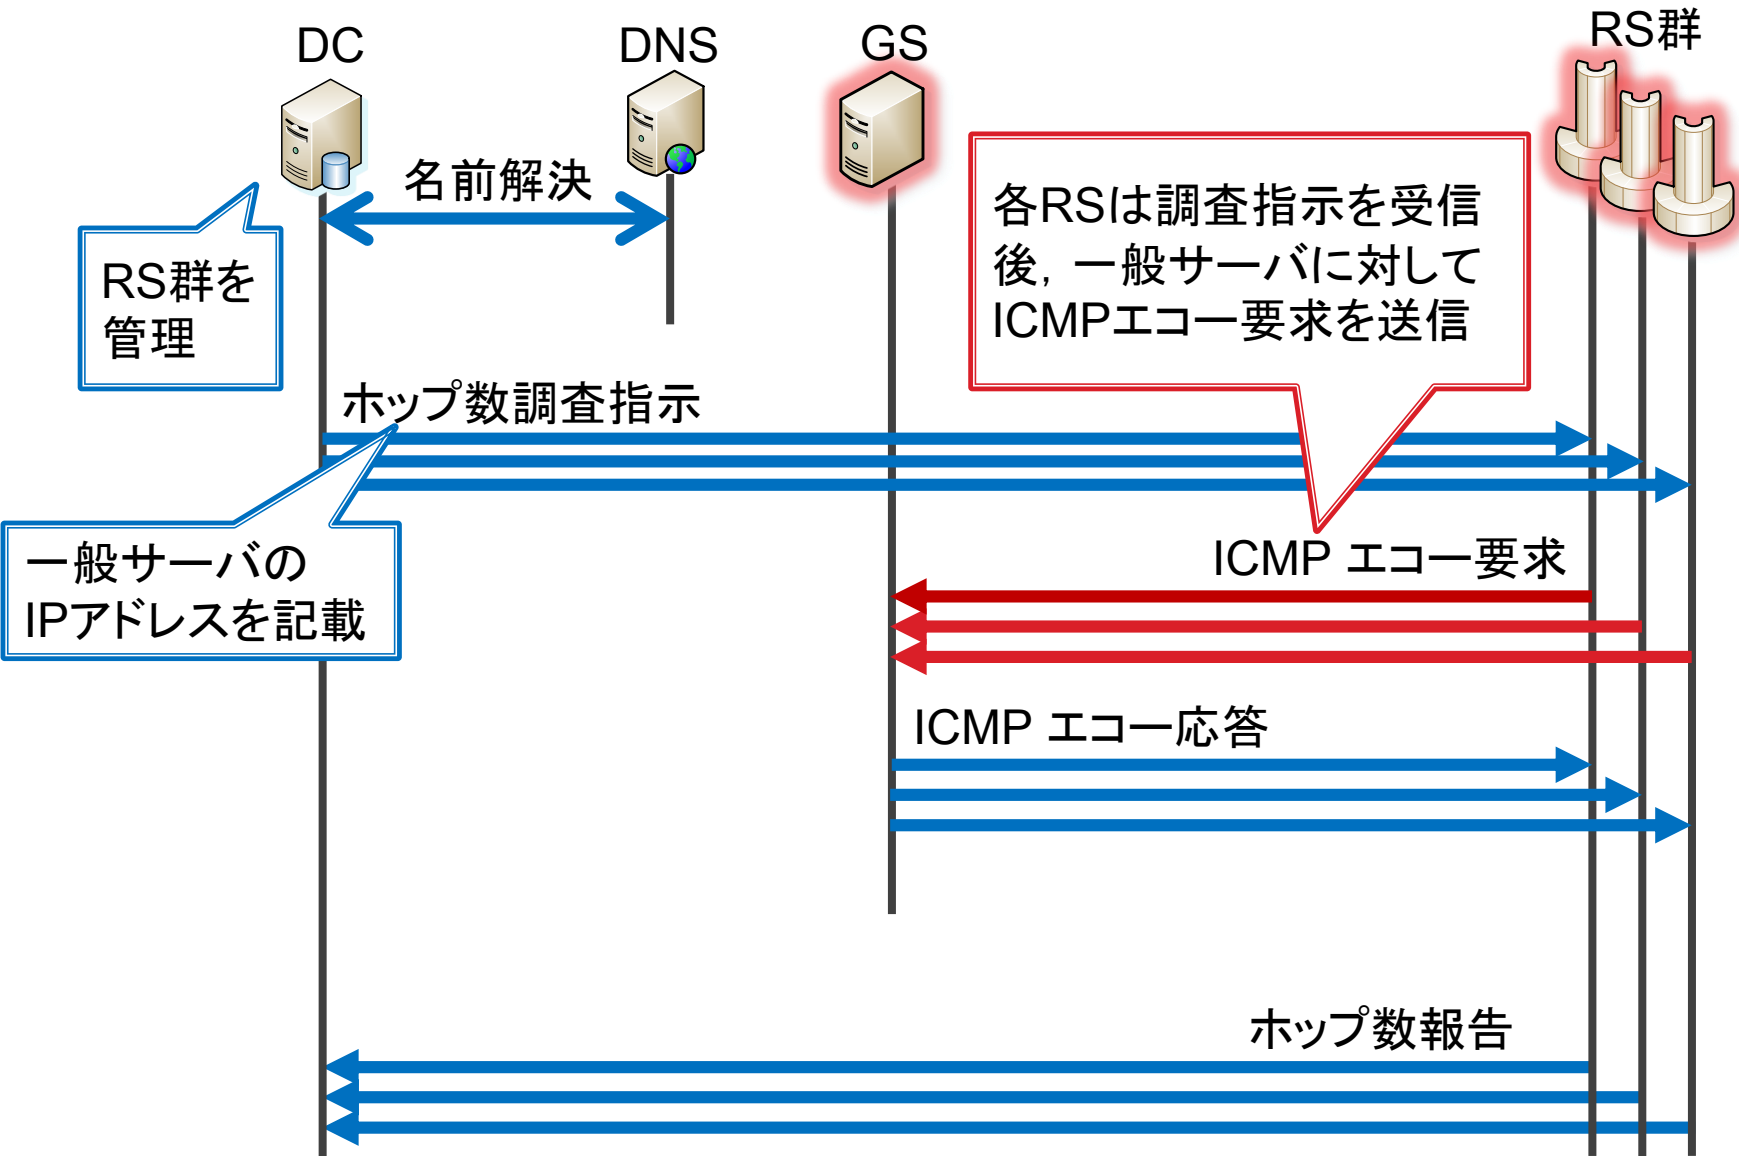 DC
DNS
GS
RS群
名前解決
RS群を
管理
各RSは調査指示を受信
後，一般サーバに対して
ICMPエコー要求を送信
ホップ数調査指示
一般サーバの
IPアドレスを記載
ICMP エコー要求
ICMP エコー応答
ホップ数報告